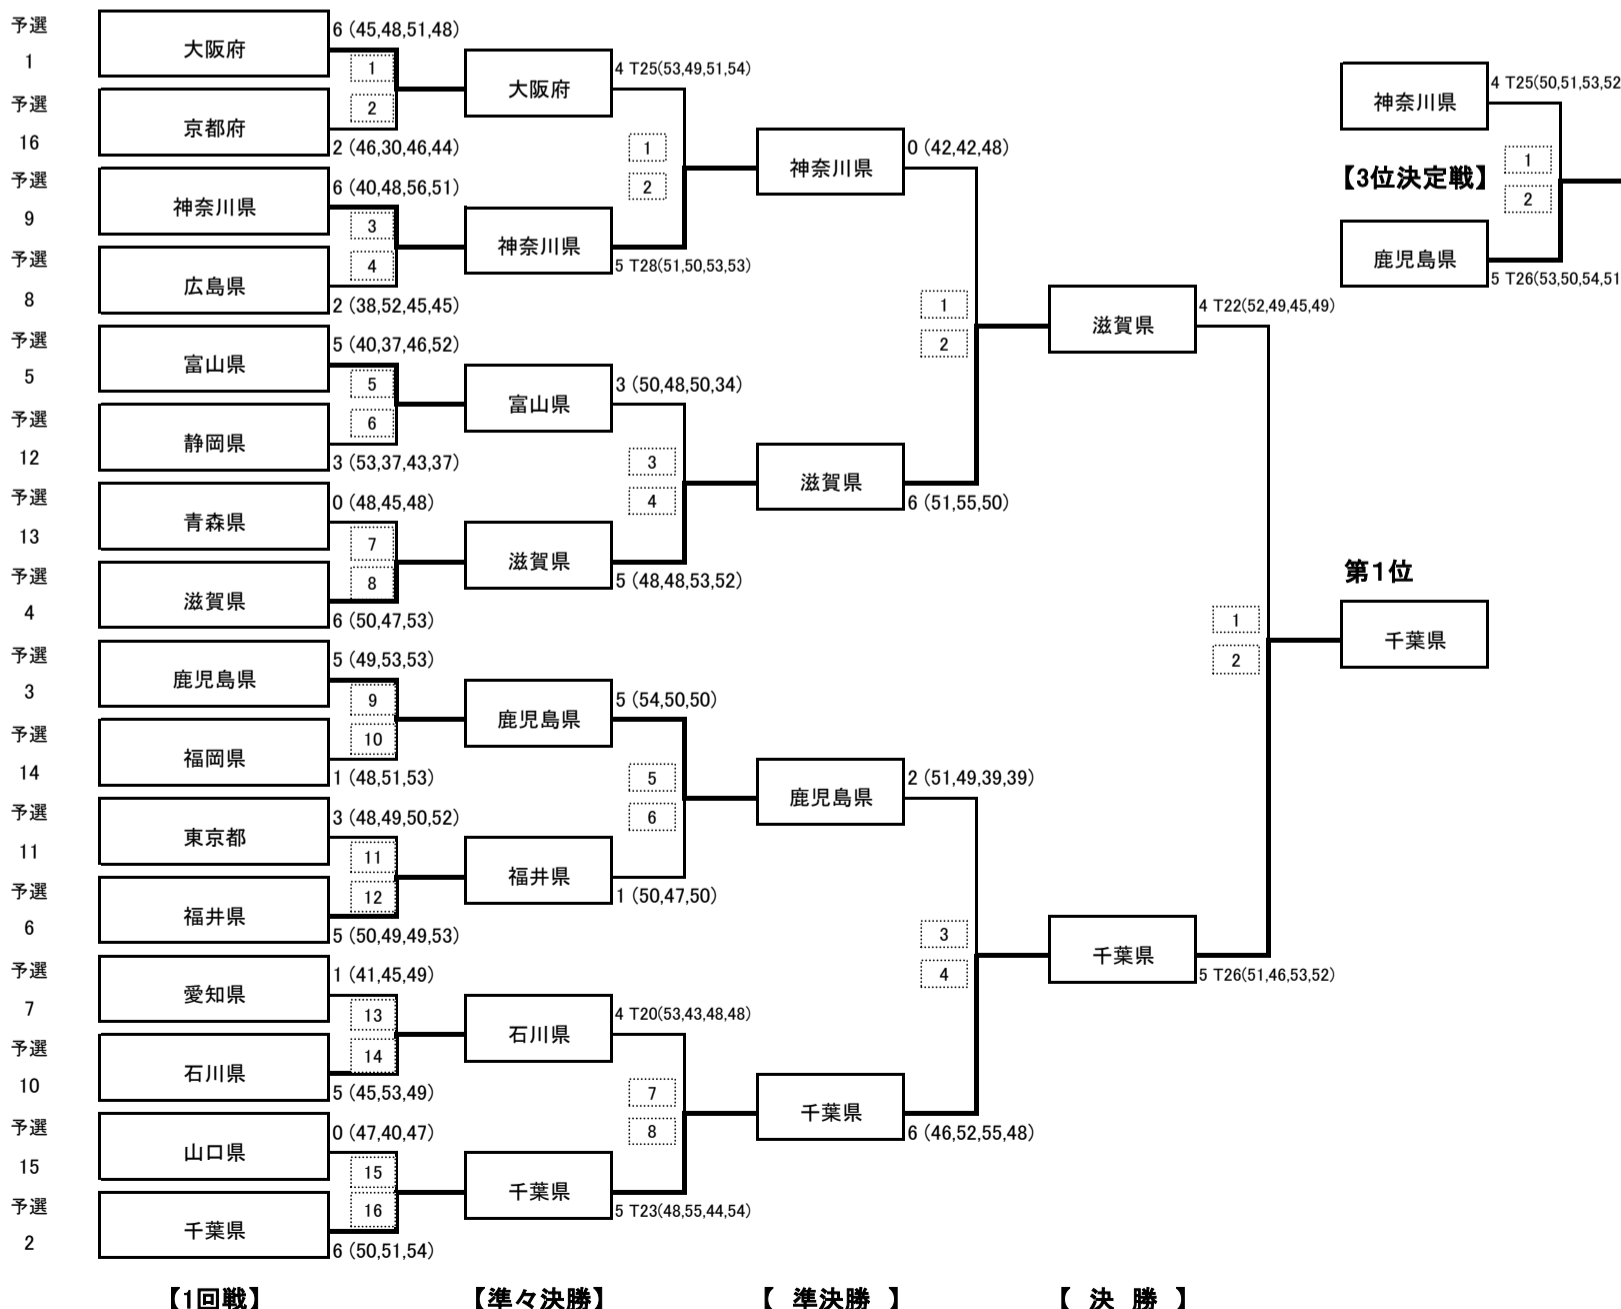 予選
1
大阪府
6 (45,48,51,48)
1
2
予選
16
京都府
2 (46,30,46,44)
予選
9
神奈川県
6 (40,48,56,51)
3
4
予選
8
広島県
2 (38,52,45,45)
予選
5
富山県
5 (40,37,46,52)
5
6
予選
12
静岡県
3 (53,37,43,37)
予選
13
青森県
0 (48,45,48)
7
8
予選
4
滋賀県
6 (50,47,53)
予選
3
鹿児島県
5 (49,53,53)
9
10
予選
14
福岡県
1 (48,51,53)
予選
11
東京都
3 (48,49,50,52)
11
12
予選
6
福井県
5 (50,49,49,53)
予選
7
愛知県
1 (41,45,49)
13
14
予選
10
石川県
5 (45,53,49)
予選
15
山口県
0 (47,40,47)
15
16
予選
2
千葉県
6 (50,51,54)
【1回戦】
大阪府
4 T25(53,49,51,54)
1
2
神奈川県
5 T28(51,50,53,53)
富山県
3 (50,48,50,34)
3
4
滋賀県
5 (48,48,53,52)
鹿児島県
5 (54,50,50)
5
6
福井県
1 (50,47,50)
石川県
4 T20(53,43,48,48)
7
8
千葉県
5 T23(48,55,44,54)
【準々決勝】
神奈川県
0 (42,42,48)
1
2
滋賀県
6 (51,55,50)
鹿児島県
2 (51,49,39,39)
3
4
千葉県
6 (46,52,55,48)
【 準決勝 】
滋賀県
4 T22(52,49,45,49)
1
2
千葉県
5 T26(51,46,53,52)
【 決 勝 】
神奈川県
4 T25(50,51,53,52
【3位決定戦】
1
2
鹿児島県
5 T26(53,50,54,51
第1位
千葉県